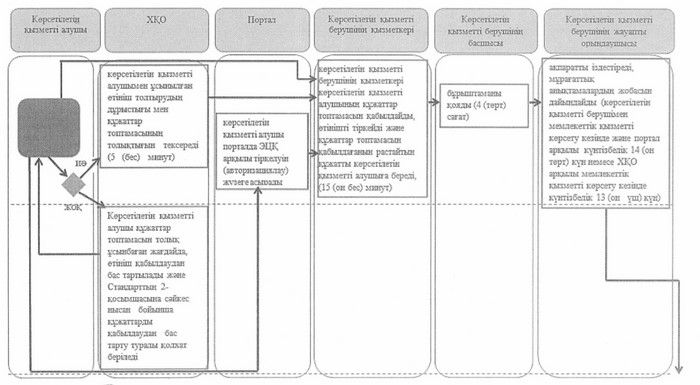 Көрсетілетін
қызметті алушы
ХҚО
Портал
Көрсетілетін қызметті
берушінің қызметкері
Көрсетілетін
қызметті берушінің
басшысы
Көрсетілетін қызметті
берушінің жауапты
орындаушысы
көрсетілетін қызметті
алушымен ұсынылған
өтініш толтырудың
дұрыстығы мен
құжаттар
топтамасының
толықтығын тексереді
(5 (бес) минут)
көрсетілетін
қызметті алушы
порталда ЭЦҚ
арқылы тіркелуін
(авторизациялау)
жүзеге асырады
көрсетілетін қызметті
берушінің қызметкері
көрсетілетін қызметті
алушының құжаттар
топтамасын қабылдайды,
өтінішті тіркейді және
құжаттар топтамасын
қабылдағанын растайтын
құжатты көрсетілетін
қызметті алушыға береді,
(15 (он бес) минут)
бұрыштаманы
қояды (4 (төрт)
сағат)
ақпаратты іздестіреді,
мұрағаттық
анықтамалардың жобасын
дайындайды (көрсетілетін
қызметті берушімен
мемлекеттік қызметті
көрсету кезінде және портал
арқылы күнтізбелік 14 (он
төрт) күн немесе ХҚО
арқылы мемлекеттік
қызметті көрсету кезінде
күнтізбелік 13 (он үш) күн)
иә
жоқ
Көрсетілетін қызметті
алушы құжаттар
топтамасын толық
ұсынбаған жағдайда,
өтініш қабылдаудан
бас тартылады және
Стандарттың 2-
қосымшасына сәйкес
нысан бойынша
құжаттарды
қабылдаудан бас
тарту туралы қолхат
беріледі